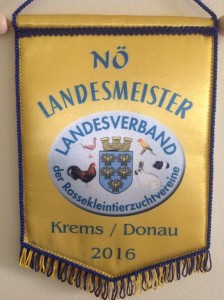 NÖ
LANDESMEISTER
LANDESVERBAND
der Rassekleintierzuchtvereine
Krems / Donau
2016